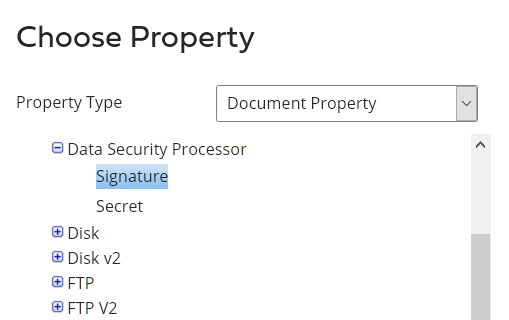 Choose Property
Property Type
Document Property
Data Security Processor
Signature
Secret
Disk
Disk v2
FTP
FTP V2